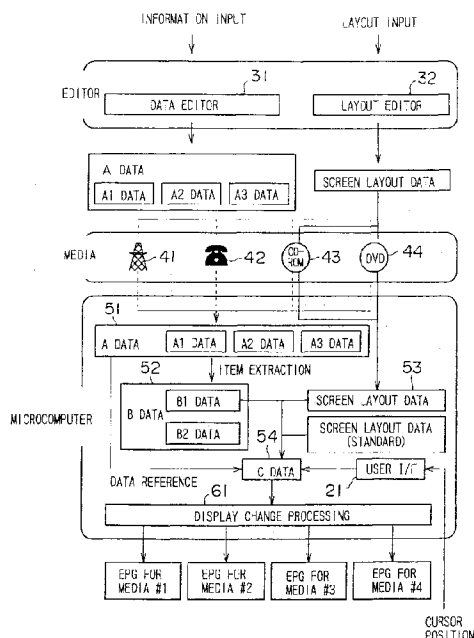 INFORMATION INPUT
LAYOUT INPUT
31
32
EDITOR
DATA EDITOR
LAYOUT EDITOR
A DATA
A1 DATA
A2 DATA
A3 DATA
SCREEN LAYOUT DATA
MEDIA
41
42
CD-ROM
43
DVD
44
51
A DATA
A1 DATA
A2 DATA
A3 DATA
52
ITEM EXTRACTION
53
B DATA
B1 DATA
SCREEN LAYOUT DATA
MICROCOMPUTER
B2 DATA
54
SCREEN LAYOUT DATA (STANDARD)
C DATA
USER I/F
DATA REFERENCE
21
61
DISPLAY CHANGE PROCESSING
EPG FOR MEDIA #1
EPG FOR MEDIA #2
EPG FOR MEDIA #3
EPG FOR MEDIA #4
CURSOR POSITION